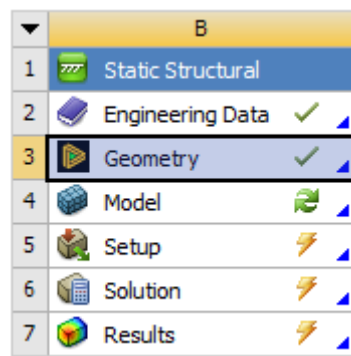 B
1 Static Structural
2 Engineering Data
3 Geometry
4 Model
5 Setup
6 Solution
7 Results